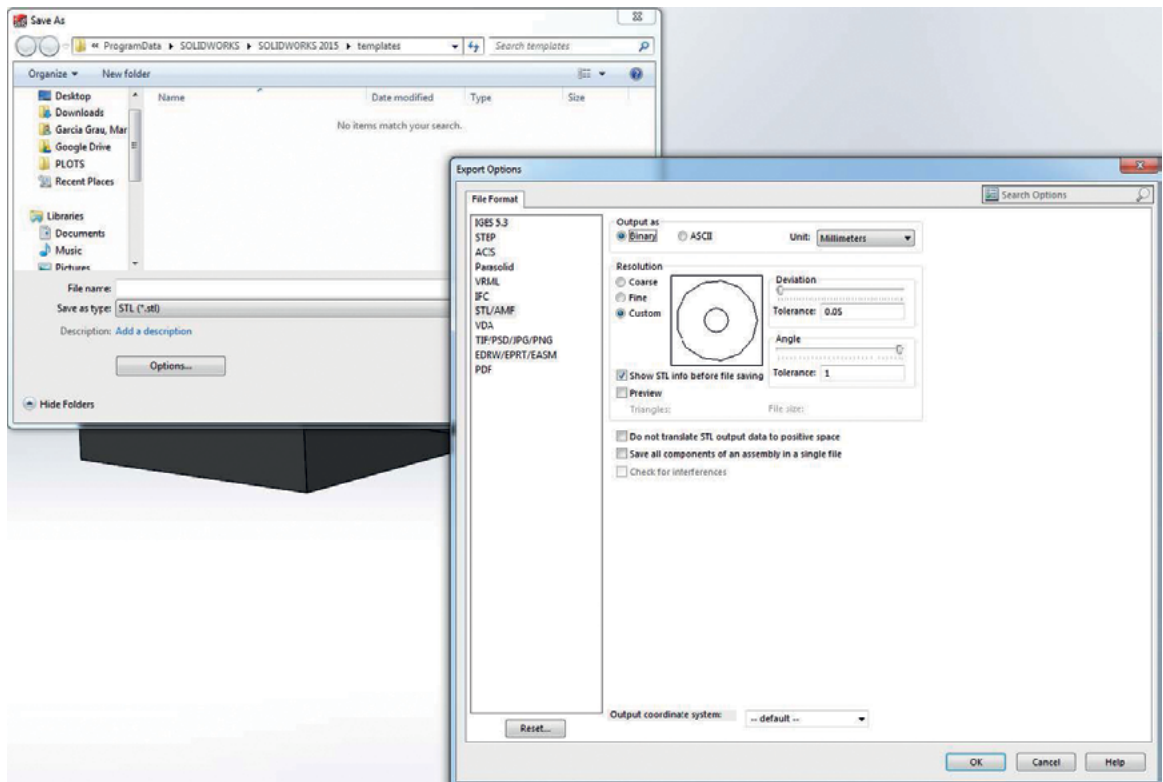 Save As
« ProgramData ▸ SOLIDWORKS ▸ SOLIDWORKS 2015 ▸ templates
Search templates
Organize
New folder
Desktop
Downloads
Garcia Grau, Mar
Google Drive
PLOTS
Recent Places
Libraries
Documents
Music
Pictures
Name
Date modified
Type
Size
No items match your search.
File name:
Save as type: STL (*.stl)
Description: Add a description
Options...
Hide Folders
Export Options
Search Options
File Format
IGES 5.3
STEP
ACIS
Parasolid
VRML
IFC
STL/AMF
VDA
TIF/PSD/JPG/PNG
EDRW/EPRT/EASM
PDF
Reset...
Output as
Binary
ASCII
Unit: Millimeters
Resolution
Coarse
Fine
Custom
Deviation
Tolerance: 0.05
Angle
Tolerance: 1
Show STL info before file saving
Preview
Triangles:
File size:
Do not translate STL output data to positive space
Save all components of an assembly in a single file
Check for interferences
Output coordinate system: -- default --
OK
Cancel
Help